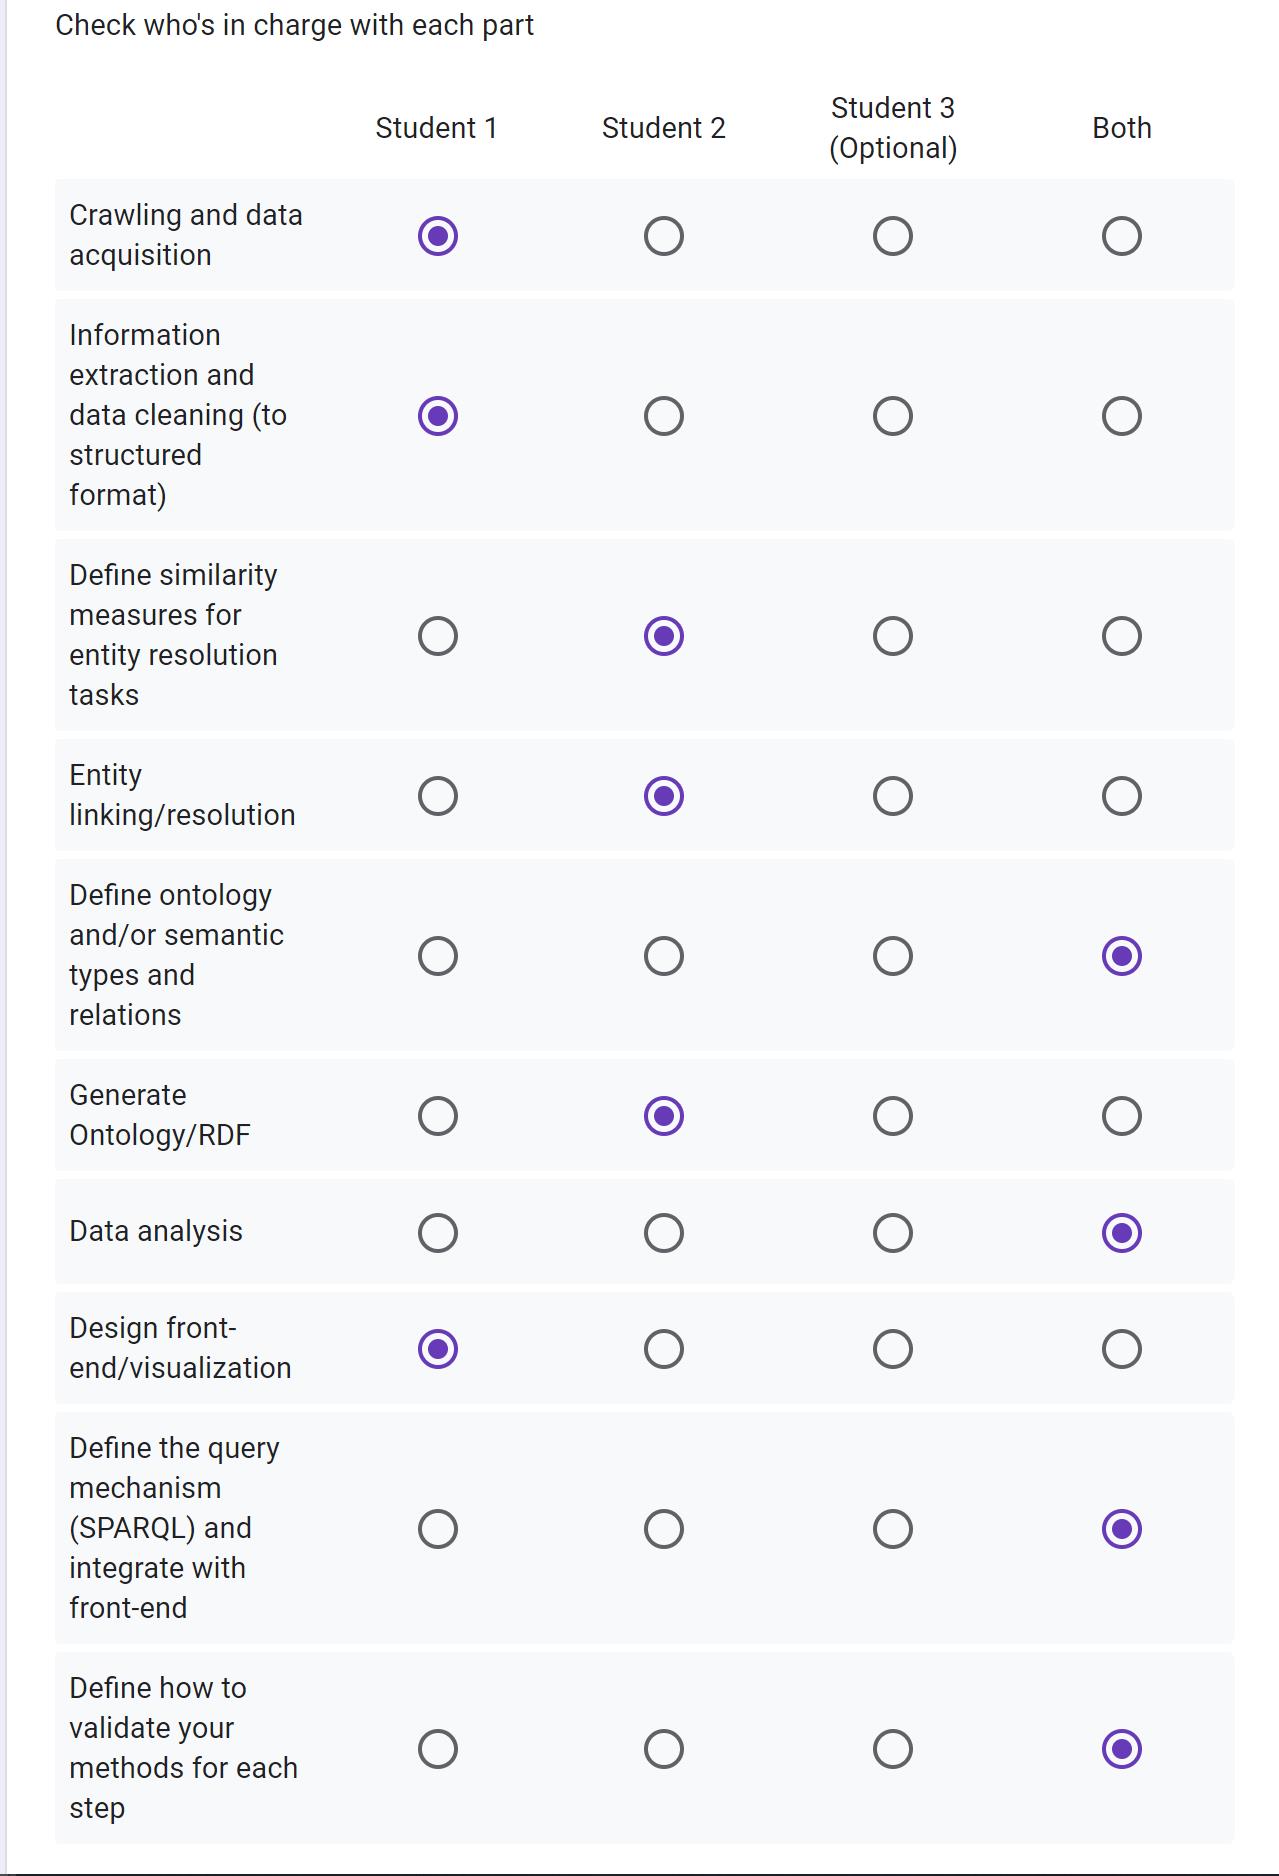 Check who's in charge with each part
Student 1
Student 2
Student 3
(Optional)
Both
Crawling and data
acquisition
Information
extraction and
data cleaning (to
structured
format)
Define similarity
measures for
entity resolution
tasks
Entity
linking/resolution
Define ontology
and/or semantic
types and
relations
Generate
Ontology/RDF
Data analysis
Design front-
end/visualization
Define the query
mechanism
(SPARQL) and
integrate with
front-end
Define how to
validate your
methods for each
step